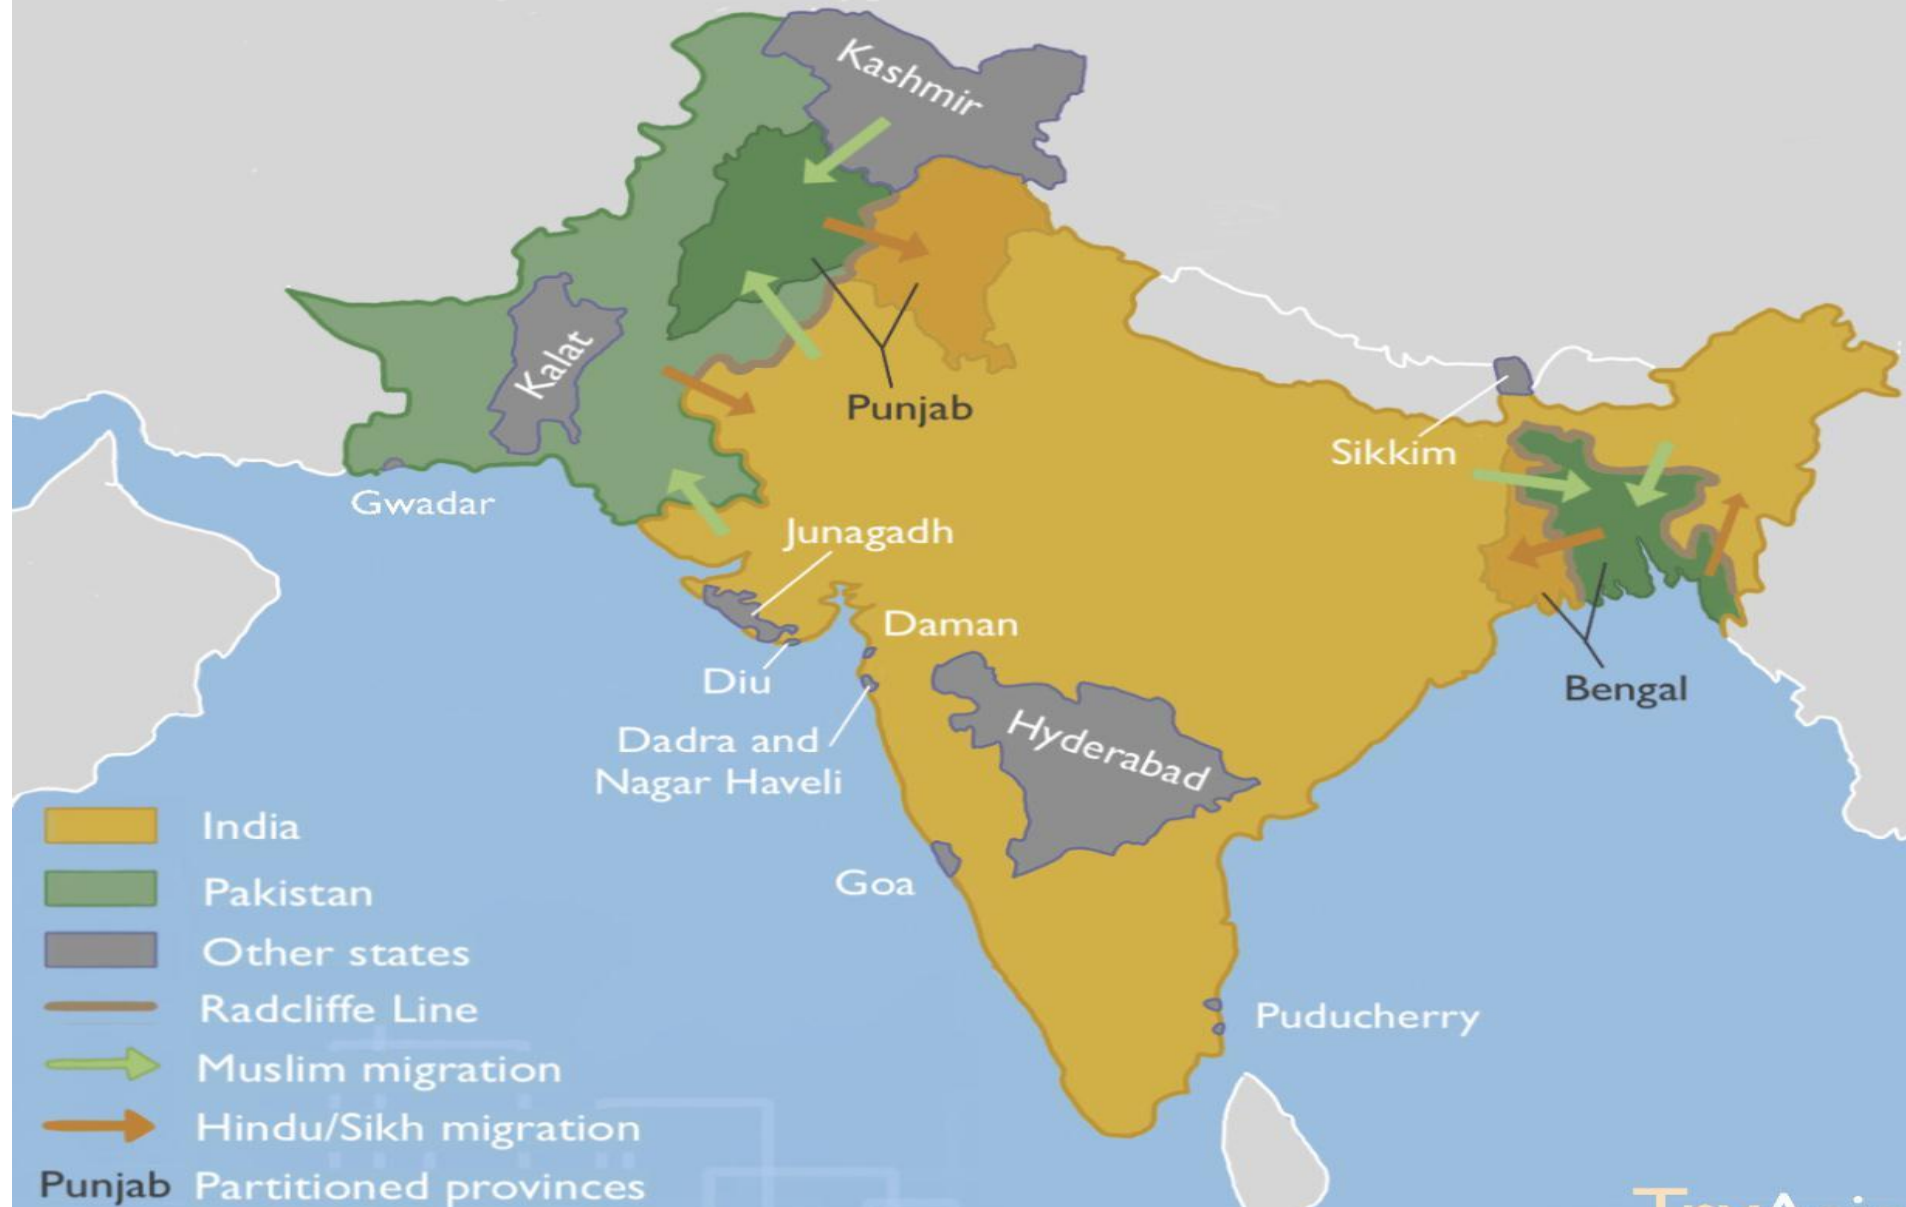 Kashmir
Kalat
Punjab
Sikkim
Gwadar
Junagadh
Daman
Diu
Bengal
Dadra and
Nagar Haveli
Hyderabad
Goa
Puducherry
India
Pakistan
Other states
Radcliffe Line
Muslim migration
Hindu/Sikh migration
Punjab Partitioned provinces